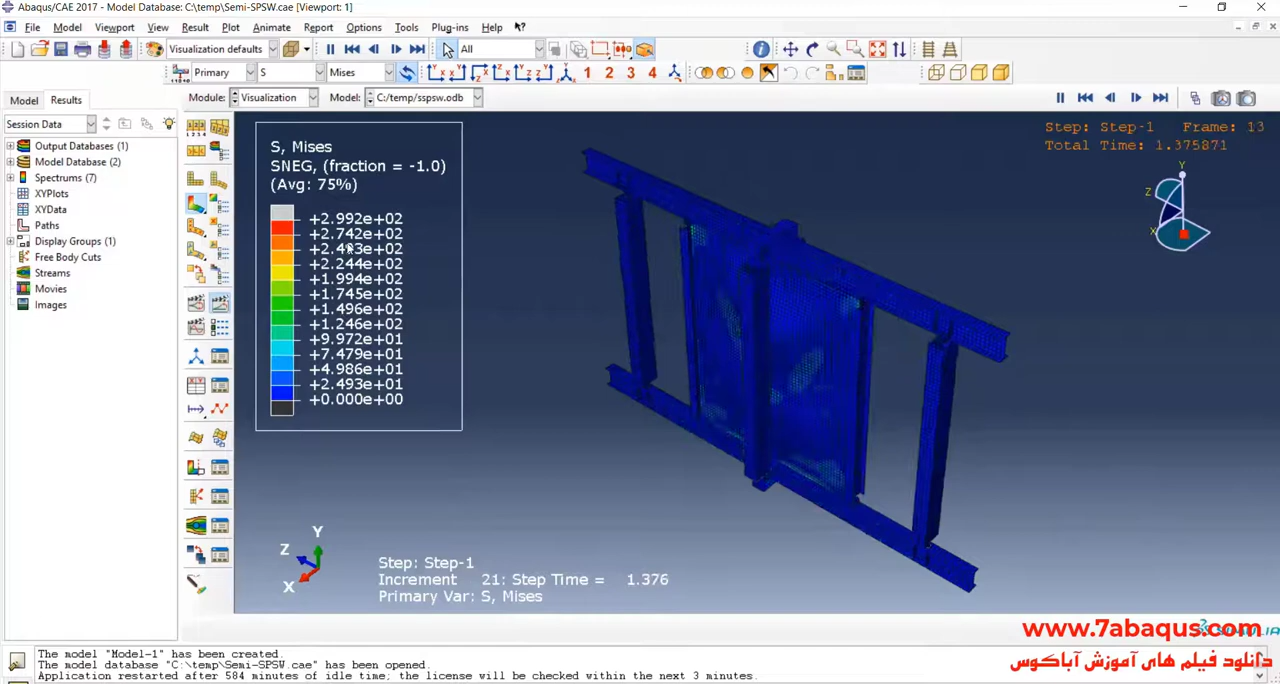 Abaqus/CAE 2017 - Model Database: C:\temp\Semi-SPSW.cae [Viewport: 1]
File Model Viewport View Result Plot Animate Report Options Tools Plug-ins Help
Visualization defaults All
Primary S Mises 1 2 3 4
Model Results Module: Visualization Model: C:/temp/sspsw.odb
Session Data
Output Databases (1)
Model Database (2)
Spectrums (7)
XYPlots
XYData
Paths
Display Groups (1)
Free Body Cuts
Streams
Movies
Images
S, Mises
SNEG, (fraction = -1.0)
(Avg: 75%)
+2.992e+02
+2.742e+02
+2.493e+02
+2.244e+02
+1.994e+02
+1.745e+02
+1.496e+02
+1.246e+02
+9.972e+01
+7.479e+01
+4.986e+01
+2.493e+01
+0.000e+00
Step: Step-1 Frame: 13
Total Time: 1.375871
Y
Z
X
Y
Z
X
Step: Step-1
Increment 21: Step Time = 1.376
Primary Var: S, Mises
www.7abaqus.com
دانلود فیلم های آموزش آباکوس
The model "Model-1" has been created.
The model database "C:\temp\Semi-SPSW.cae" has been opened.
Application restarted after 584 minutes of idle time; the license will be checked within the next 3 minutes.